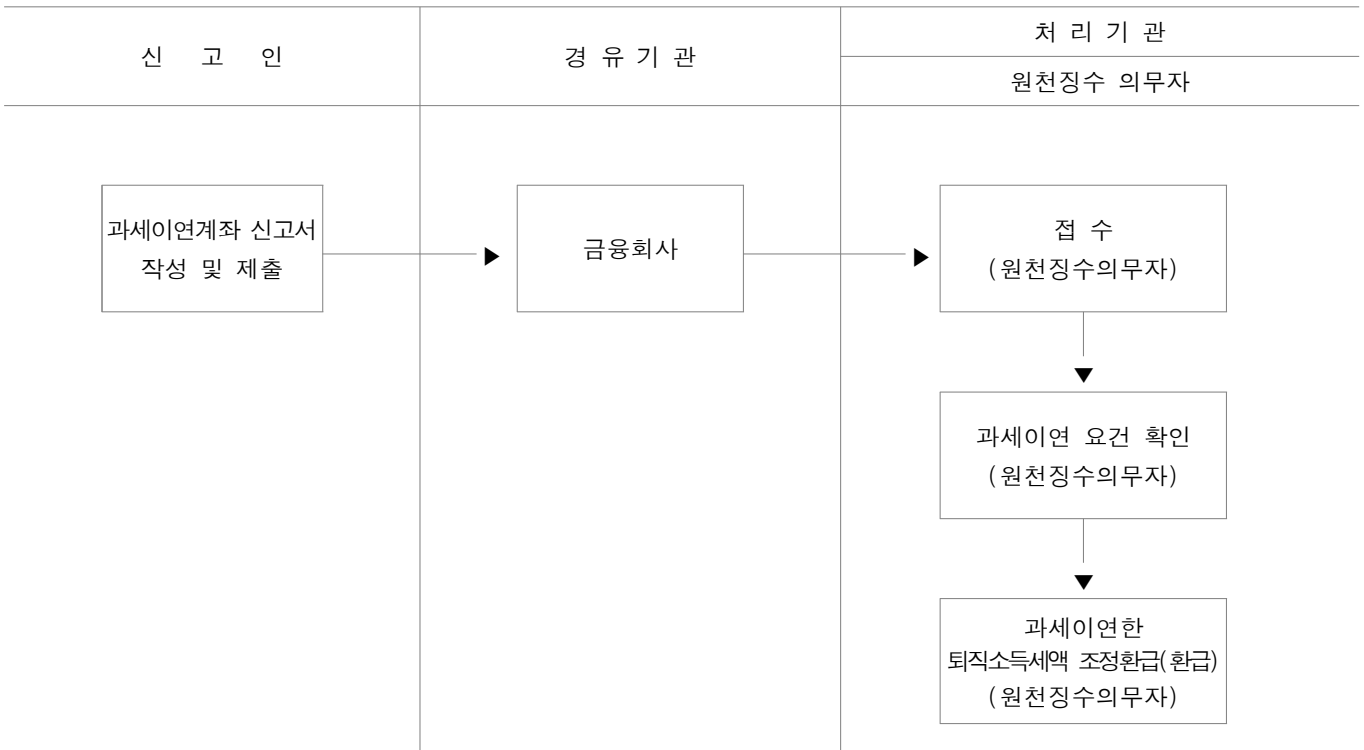 신 고 인
경 유 기 관
처 리 기 관
원천징수 의무자
과세이연계좌 신고서
작성 및 제출
금융회사
접 수
(원천징수의무자)
과세이연 요건 확인
(원천징수의무자)
과세이연한
퇴직소득세액 조정환급(환급)
(원천징수의무자)